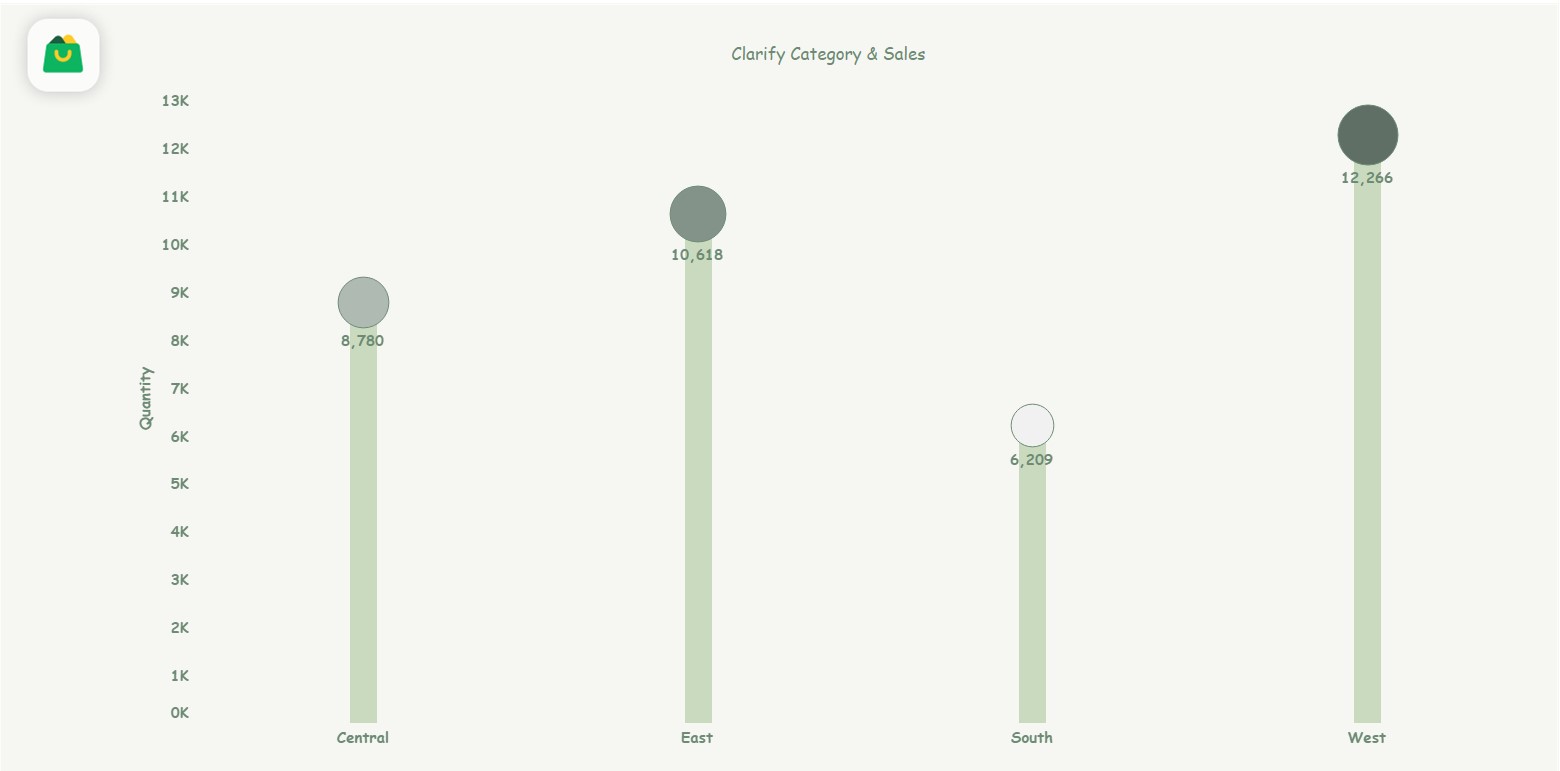 Clarify Category & Sales
13K
12K
11K
10K
9K
8K
7K
6K
5K
4K
3K
2K
1K
0K
Quantity
8,780
10,618
6,209
12,266
Central
East
South
West